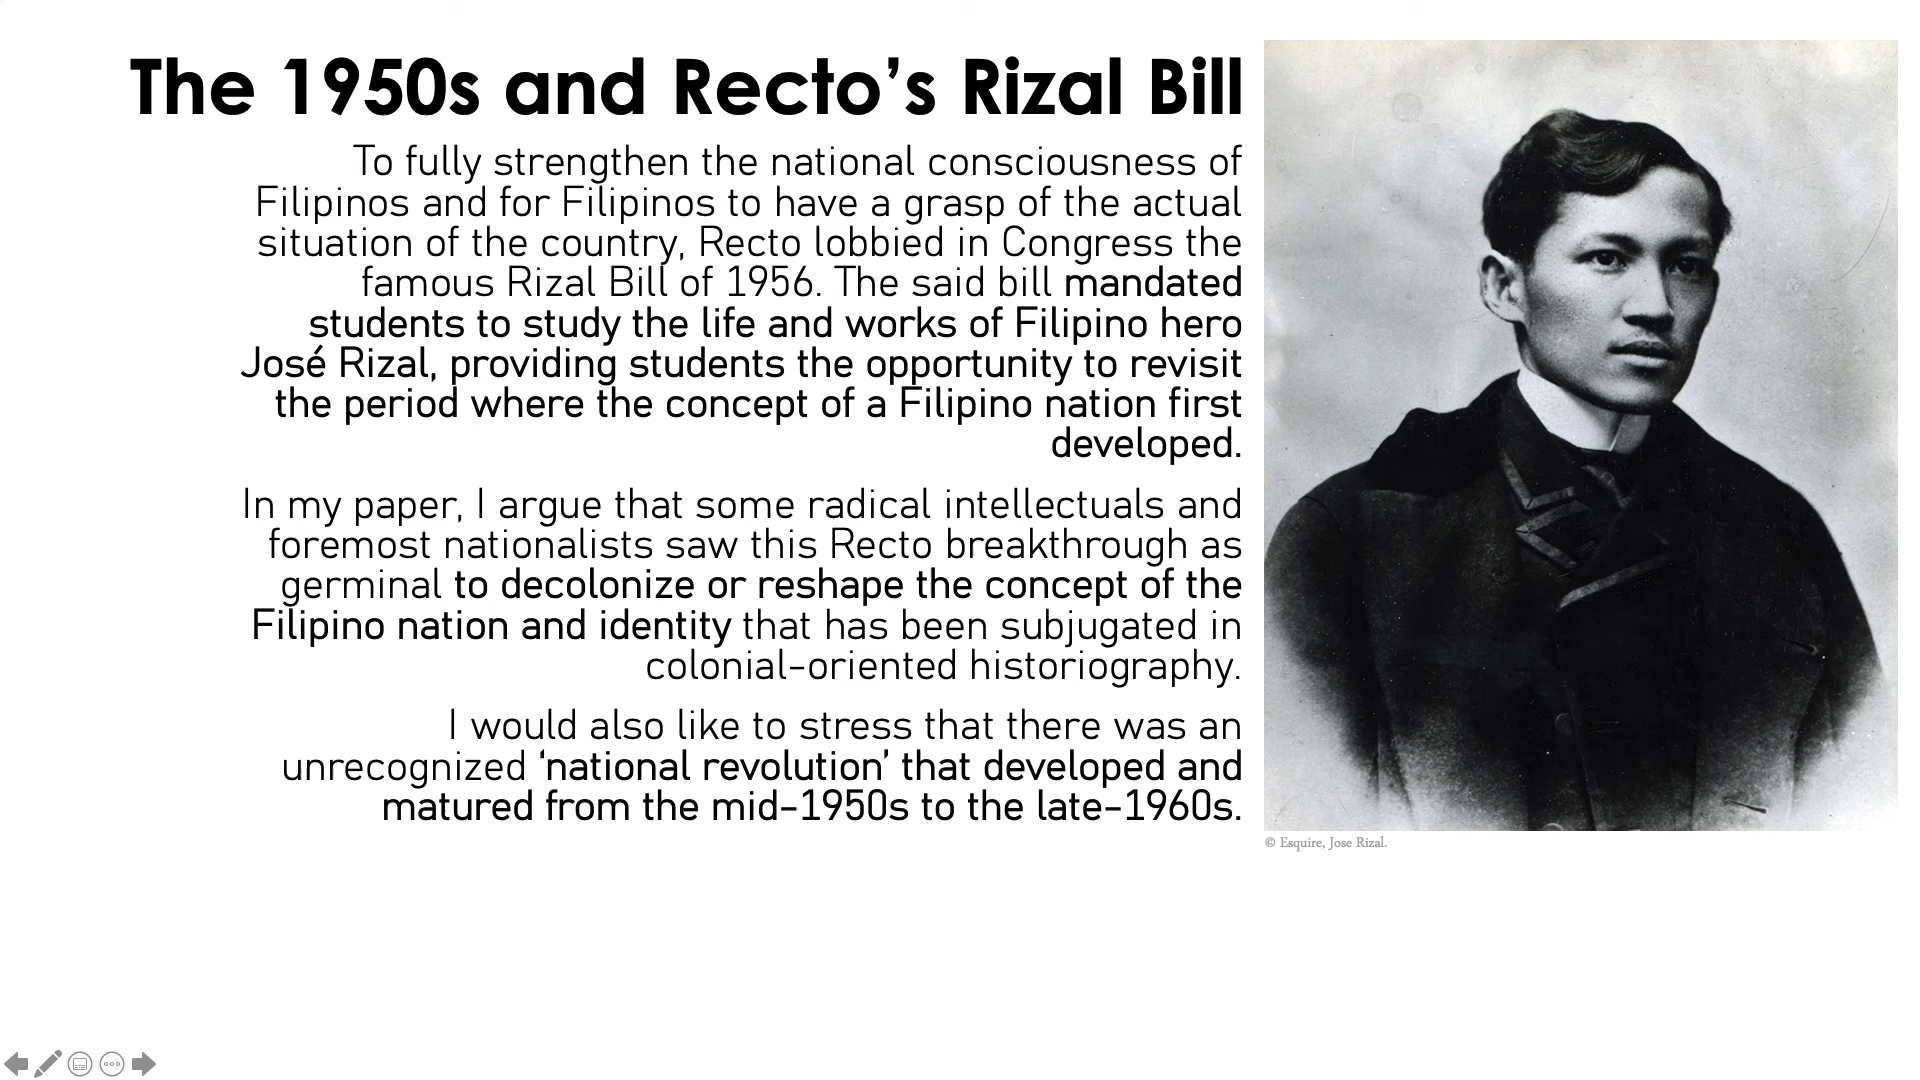 The 1950s and Recto’s Rizal Bill
To fully strengthen the national consciousness of
Filipinos and for Filipinos to have a grasp of the actual
situation of the country, Recto lobbied in Congress the
famous Rizal Bill of 1956. The said bill mandated
students to study the life and works of Filipino hero
José Rizal, providing students the opportunity to revisit
the period where the concept of a Filipino nation first
developed.
In my paper, I argue that some radical intellectuals and
foremost nationalists saw this Recto breakthrough as
germinal to decolonize or reshape the concept of the
Filipino nation and identity that has been subjugated in
colonial-oriented historiography.
I would also like to stress that there was an
unrecognized ‘national revolution’ that developed and
matured from the mid-1950s to the late-1960s.
© Esquire, Jose Rizal.